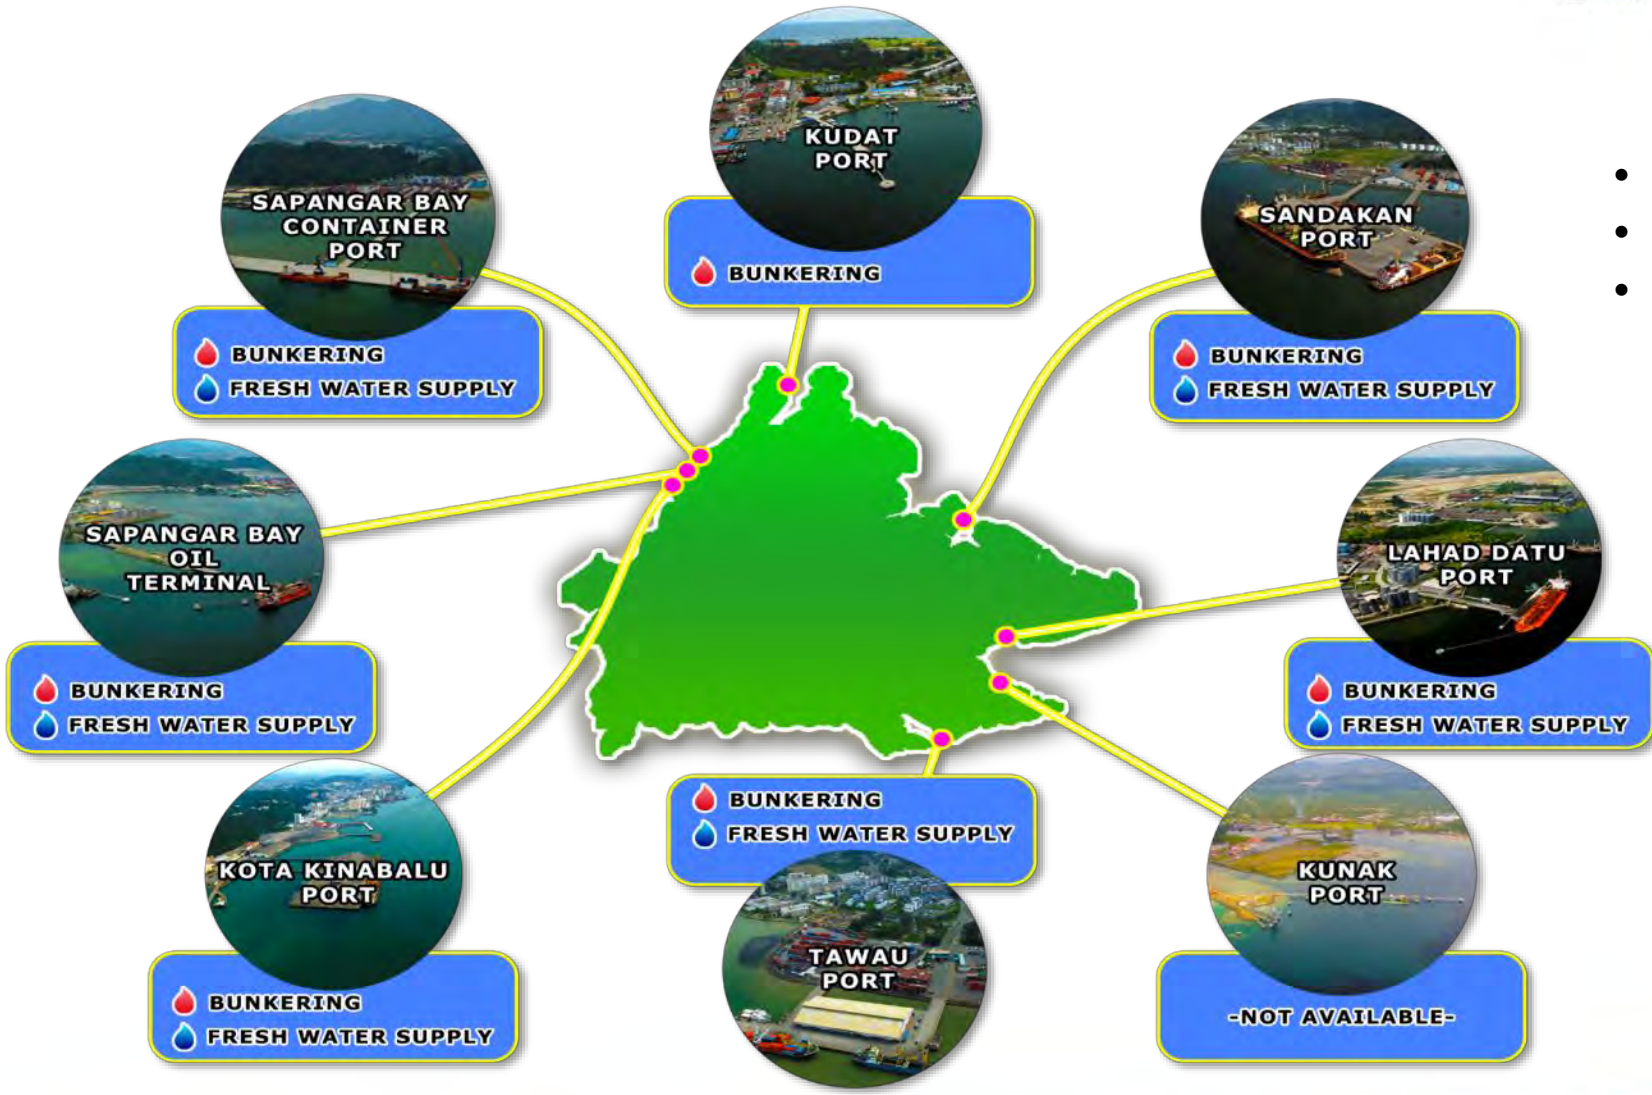 KUDAT
PORT
BUNKERING
SAPANGAR BAY
CONTAINER
PORT
BUNKERING
FRESH WATER SUPPLY
SANDAKAN
PORT
BUNKERING
FRESH WATER SUPPLY
SAPANGAR BAY
OIL
TERMINAL
BUNKERING
FRESH WATER SUPPLY
LAHAD DATU
PORT
BUNKERING
FRESH WATER SUPPLY
KOTA KINABALU
PORT
BUNKERING
FRESH WATER SUPPLY
BUNKERING
FRESH WATER SUPPLY
TAWAU
PORT
KUNAK
PORT
-NOT AVAILABLE-